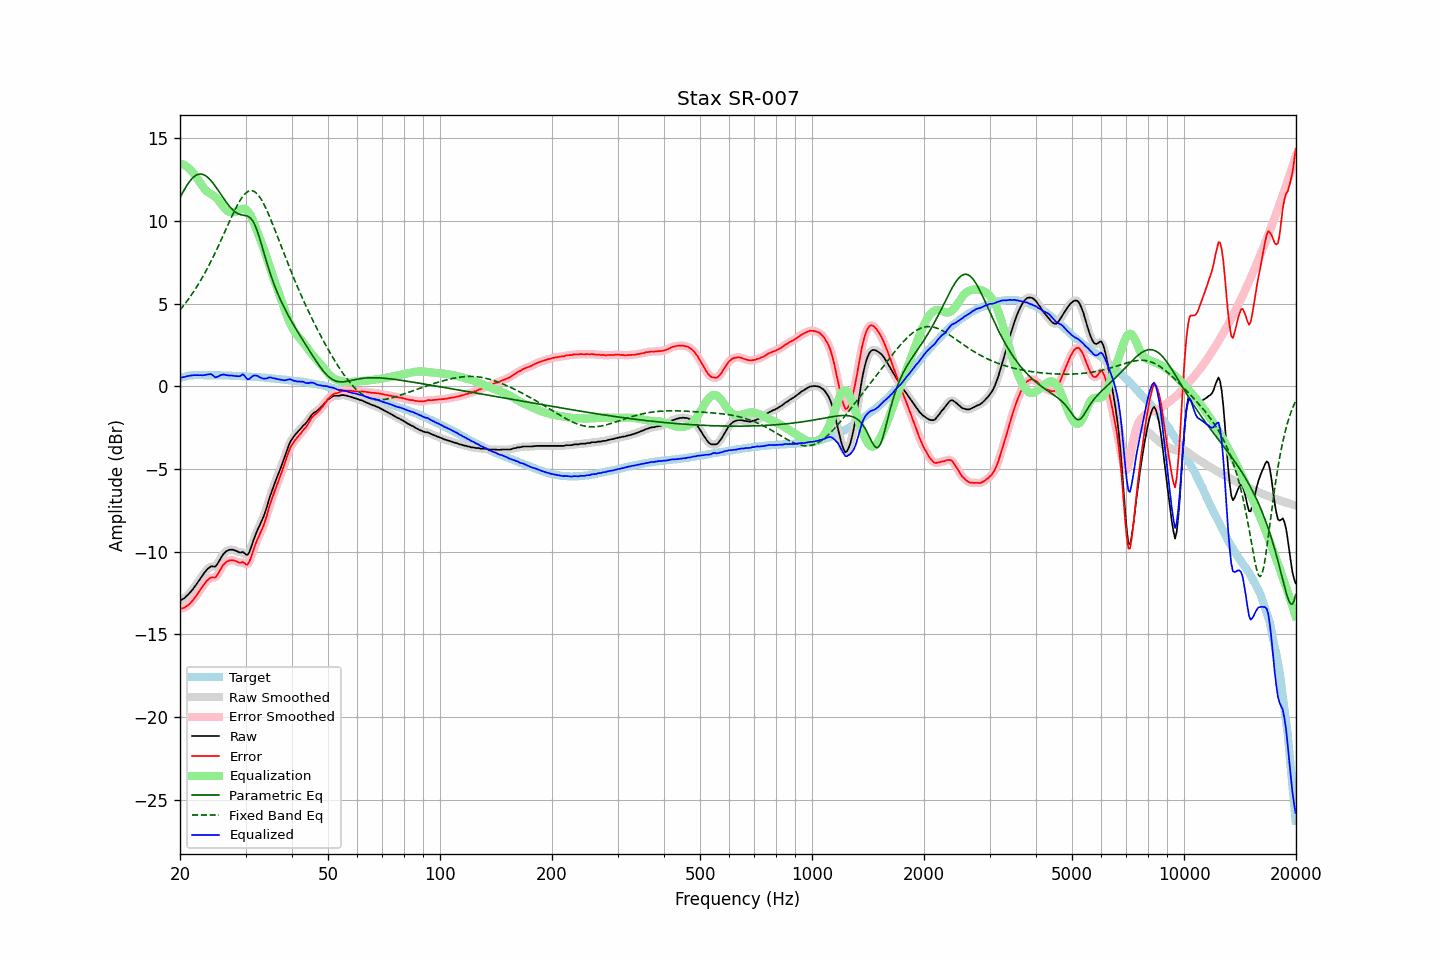 Stax SR-007
15
10
5
0
−5
−10
−15
−20
−25
Amplitude (dBr)
Target
Raw Smoothed
Error Smoothed
Raw
Error
Equalization
Parametric Eq
Fixed Band Eq
Equalized
20 50 100 200 500 1000 2000 5000 10000 20000
Frequency (Hz)